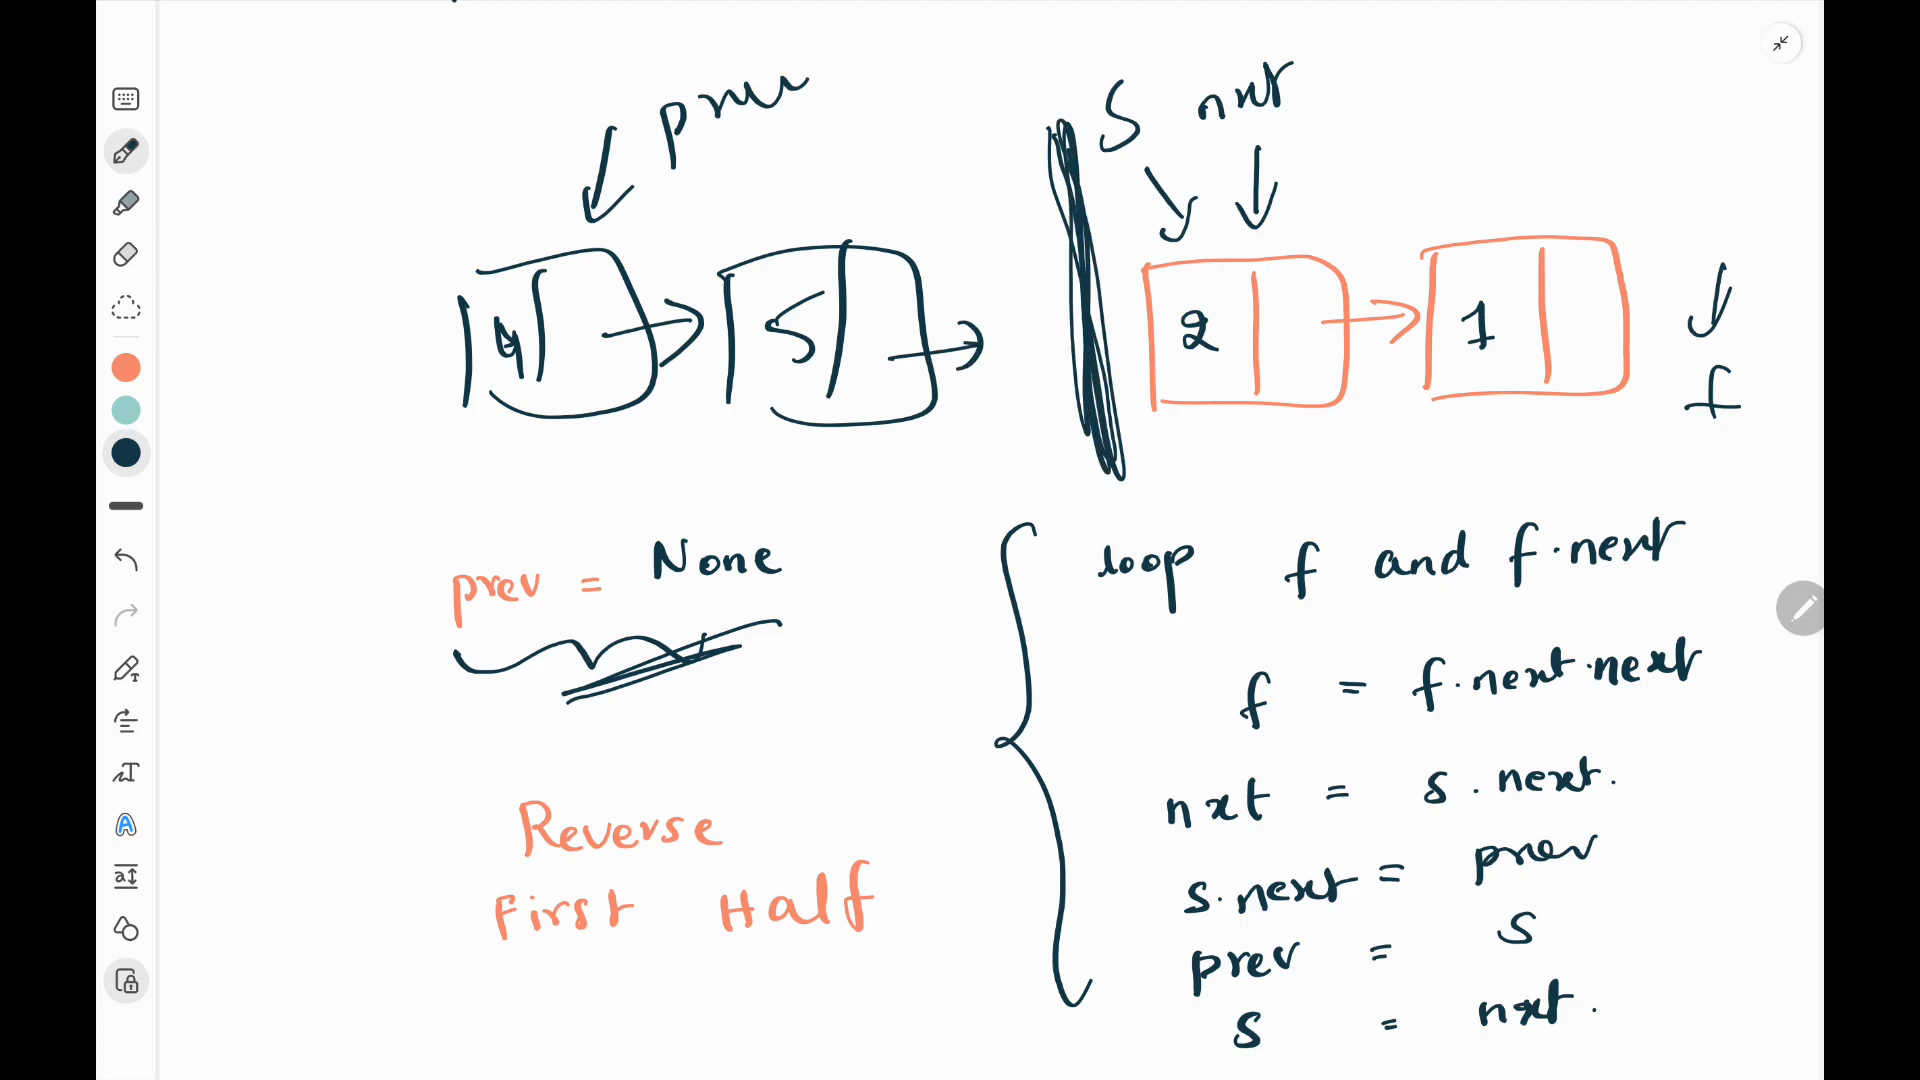 prev S nxt
4 5 2 1
f
prev = None
loop f and f.next
f = f.next.next
nxt = s.next.
s.next = prev
prev = s
s = nxt.
Reverse
First Half